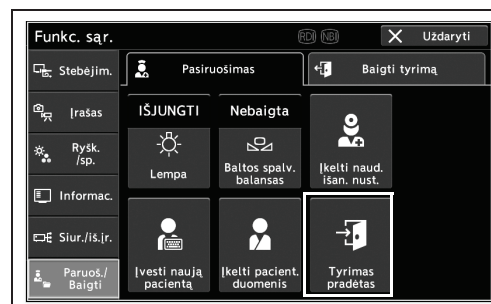 Funkc. sąr.
RDI NBI
Uždaryti
Stebėjim.
Pasiruošimas
Baigti tyrimą
Įrašas
IŠJUNGTI
Nebaigta
Ryšk.
/sp.
Lempa
Baltos spalv.
balansas
Įkelti naud.
išan. nust.
Informac.
Siur./iš.įr.
Paruoš./
Baigti
Įvesti naują
pacientą
Įkelti pacient.
duomenis
Tyrimas
pradėtas